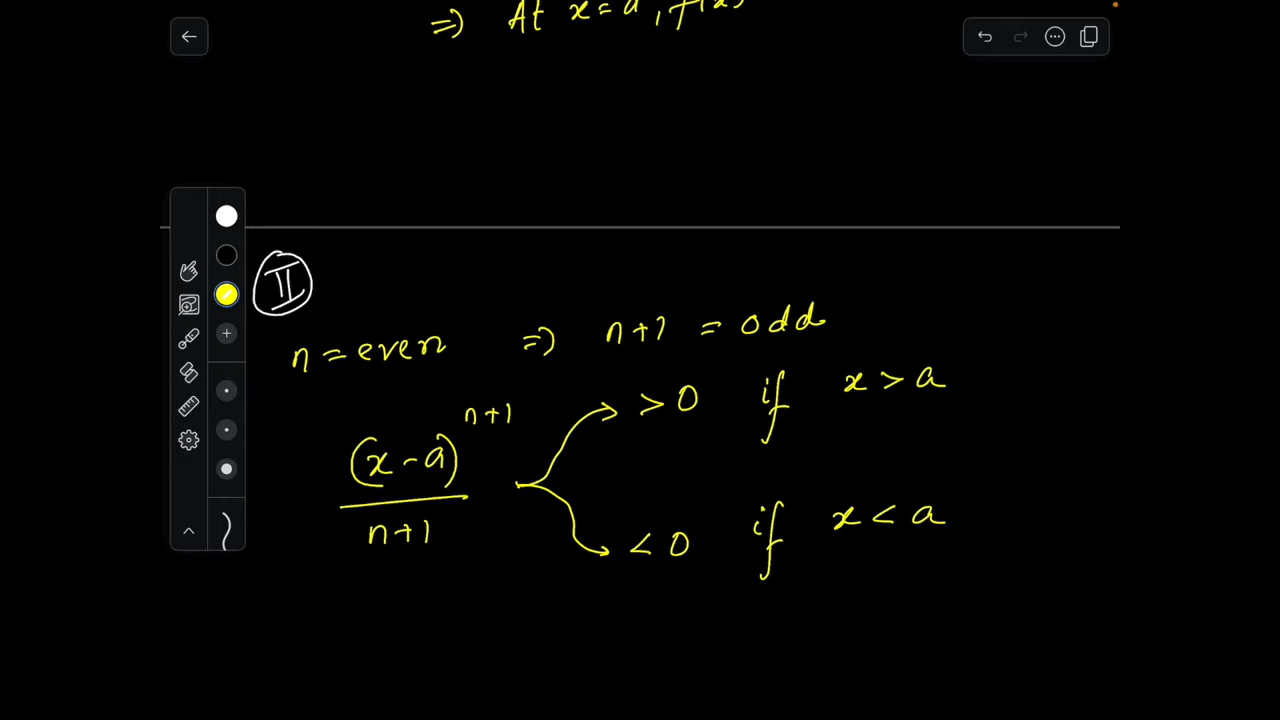 => At x = a, f(x)
II
n = even => n+1 = odd
(x-a)^{n+1} / n+1
> 0 if x > a
< 0 if x < a